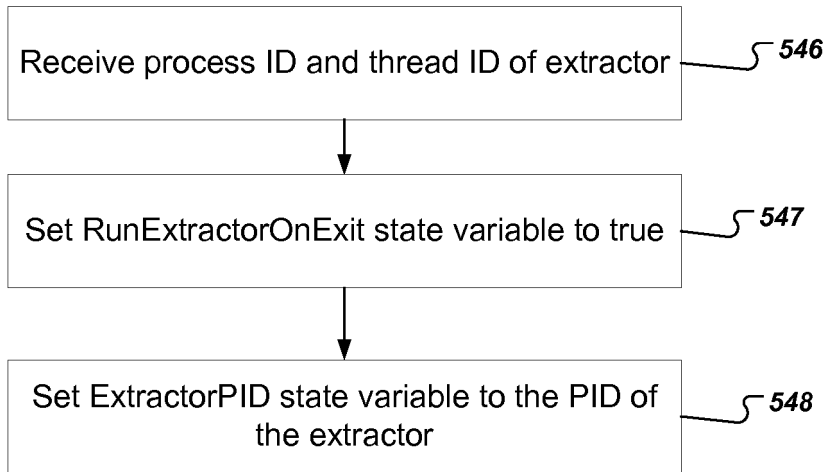 Receive process ID and thread ID of extractor
546
Set RunExtractorOnExit state variable to true
547
Set ExtractorPID state variable to the PID of
the extractor
548